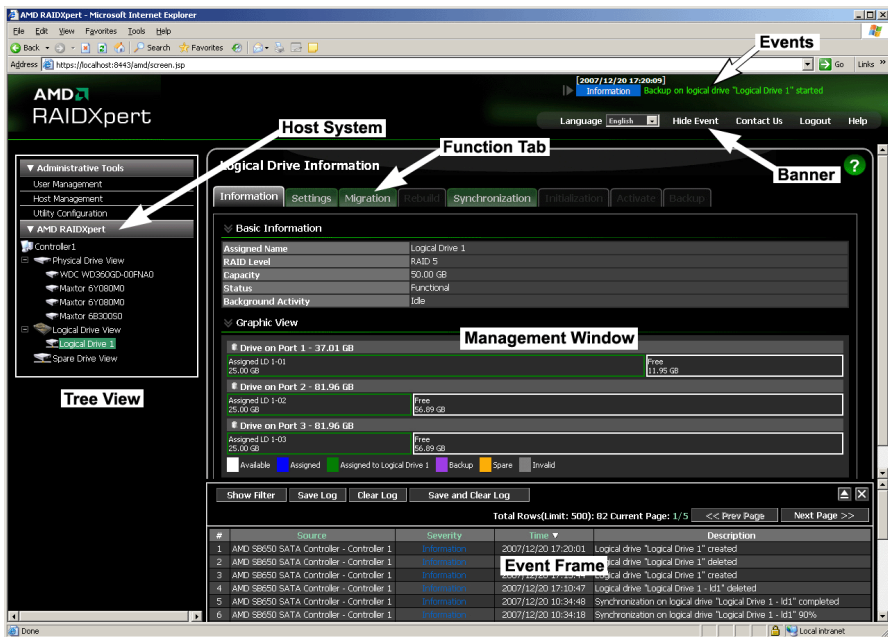 AMD RAIDXpert - Microsoft Internet Explorer
File Edit View Favorites Tools Help
Back Search Favorites
Address https://localhost:8443/amd/screen.jsp Go Links »
Events
[2007/12/20 17:20:09]
Information Backup on logical drive "Logical Drive 1" started
AMD
RAIDXpert
Language English Hide Event Contact Us Logout Help
Host System
Function Tab
Banner
Administrative Tools
User Management
Host Management
Utility Configuration
AMD RAIDXpert
Controller1
Physical Drive View
WDC WD360GD-00FNA0
Maxtor 6Y080M0
Maxtor 6Y080M0
Maxtor 6B300S0
Logical Drive View
Logical Drive 1
Spare Drive View
Tree View
Logical Drive Information
Information Settings Migration Rebuild Synchronization Initialization Activate Backup
Basic Information
Assigned Name Logical Drive 1
RAID Level RAID 5
Capacity 50.00 GB
Status Functional
Background Activity Idle
Graphic View
Management Window
Drive on Port 1 - 37.01 GB
Assigned LD 1-01 Free
25.00 GB 11.95 GB
Drive on Port 2 - 81.96 GB
Assigned LD 1-02 Free
25.00 GB 56.89 GB
Drive on Port 3 - 81.96 GB
Assigned LD 1-03 Free
25.00 GB 56.89 GB
Available Assigned Assigned to Logical Drive 1 Backup Spare Invalid
Show Filter Save Log Clear Log Save and Clear Log
Total Rows(Limit: 500): 82 Current Page: 1/5 << Prev Page Next Page >>
# Source Severity Time ▼ Description
1 AMD SB650 SATA Controller - Controller 1 Information 2007/12/20 17:20:01 Logical drive "Logical Drive 1" created
2 AMD SB650 SATA Controller - Controller 1 Information Logical drive "Logical Drive 1" deleted
Event Frame
3 AMD SB650 SATA Controller - Controller 1 Information Logical drive "Logical Drive 1" created
4 AMD SB650 SATA Controller - Controller 1 Information 2007/12/20 17:10:47 Logical drive "Logical Drive 1 - ld1" deleted
5 AMD SB650 SATA Controller - Controller 1 Information 2007/12/20 10:34:48 Synchronization on logical drive "Logical Drive 1 - ld1" completed
6 AMD SB650 SATA Controller - Controller 1 Information 2007/12/20 10:34:18 Synchronization on logical drive "Logical Drive 1 - ld1" 90%
Done Local intranet